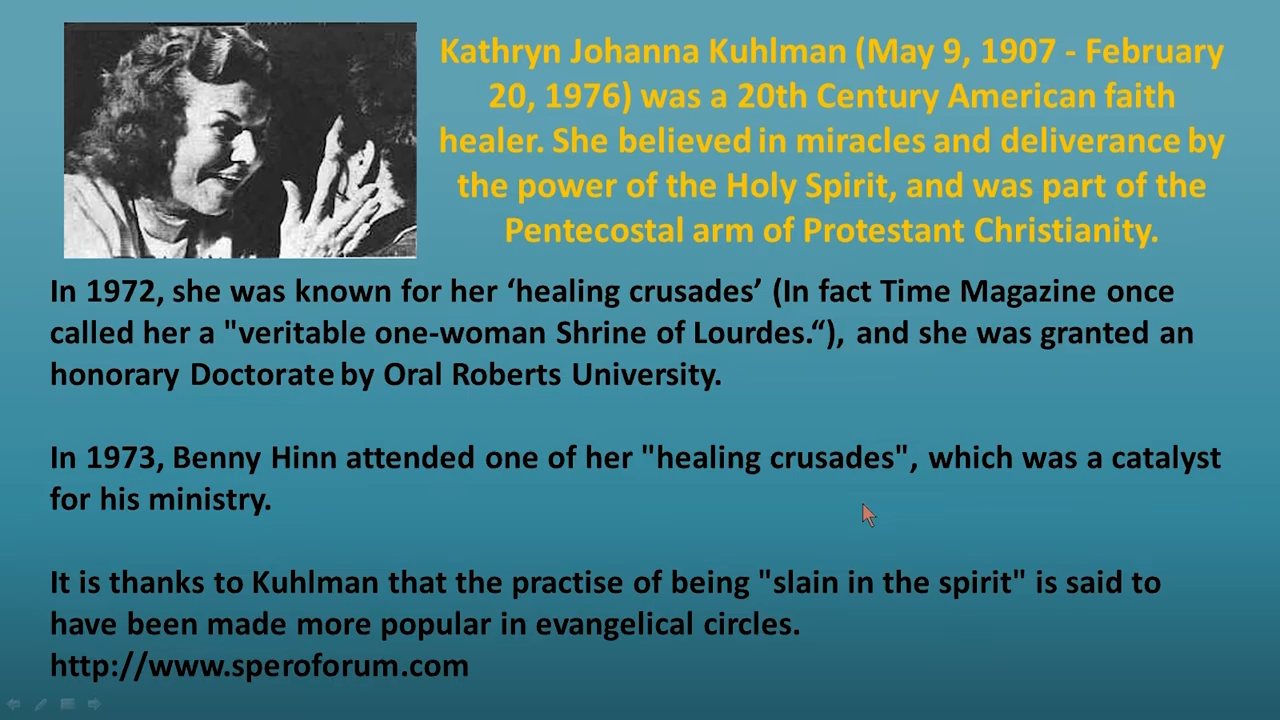 Kathryn Johanna Kuhlman (May 9, 1907 - February
20, 1976) was a 20th Century American faith
healer. She believed in miracles and deliverance by
the power of the Holy Spirit, and was part of the
Pentecostal arm of Protestant Christianity.
In 1972, she was known for her ‘healing crusades’ (In fact Time Magazine once
called her a "veritable one-woman Shrine of Lourdes.“), and she was granted an
honorary Doctorate by Oral Roberts University.
In 1973, Benny Hinn attended one of her "healing crusades", which was a catalyst
for his ministry.
It is thanks to Kuhlman that the practise of being "slain in the spirit" is said to
have been made more popular in evangelical circles.
http://www.speroforum.com